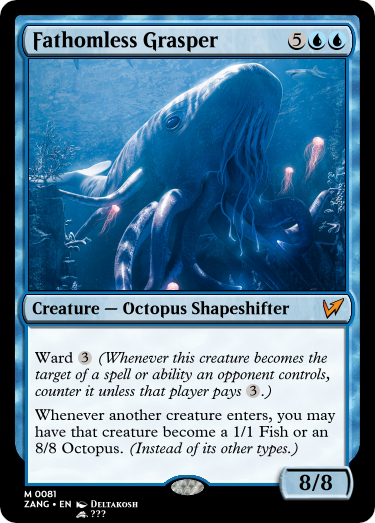 Fathomless Grasper 5
Creature — Octopus Shapeshifter
Ward 3 (Whenever this creature becomes the
target of a spell or ability an opponent controls,
counter it unless that player pays 3.)
Whenever another creature enters, you may
have that creature become a 1/1 Fish or an
8/8 Octopus. (Instead of its other types.)
8/8
M 0081
ZANG • EN Deltakosh
???